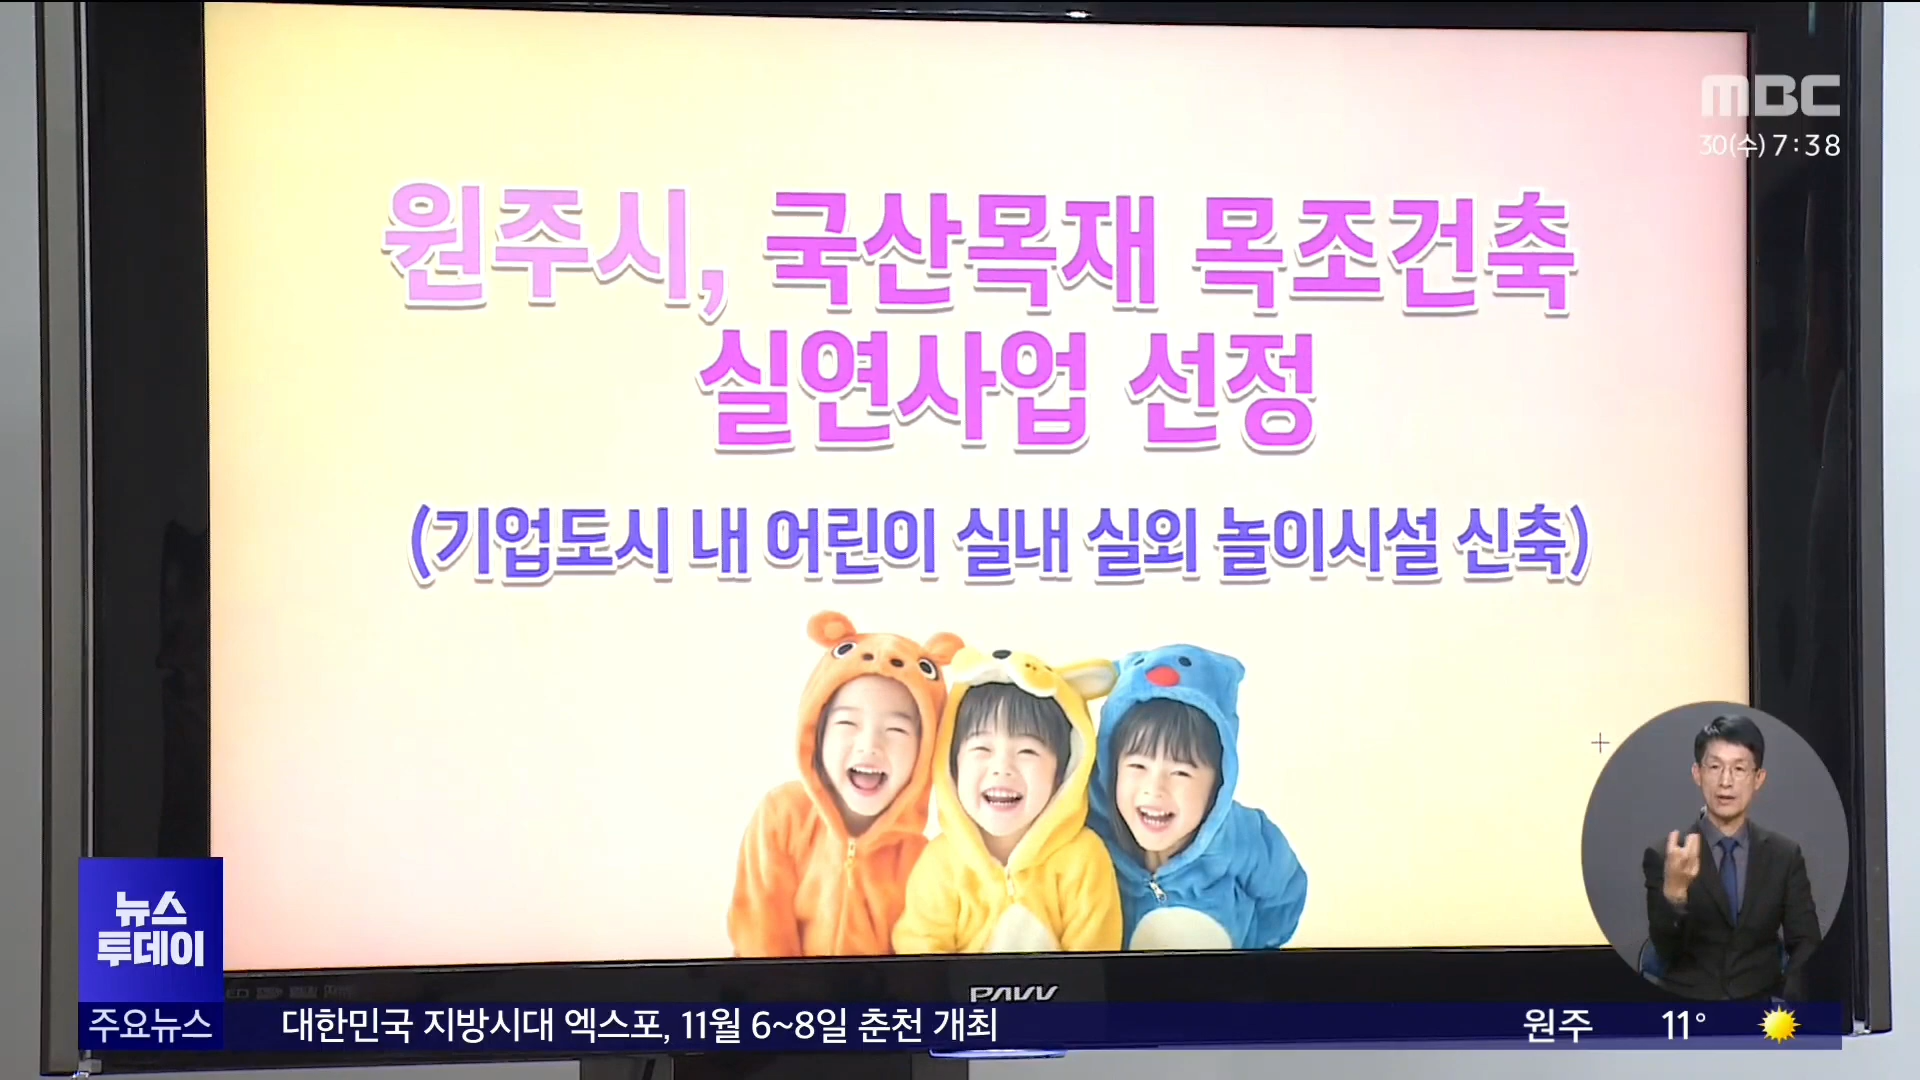 MBC
30(수) 7:38
원주시, 국산목재 목조건축
실연사업 선정
(기업도시 내 어린이 실내 실외 놀이시설 신축)
PAVV
뉴스
투데이
주요뉴스 대한민국 지방시대 엑스포, 11월 6~8일 춘천 개최 원주 11°